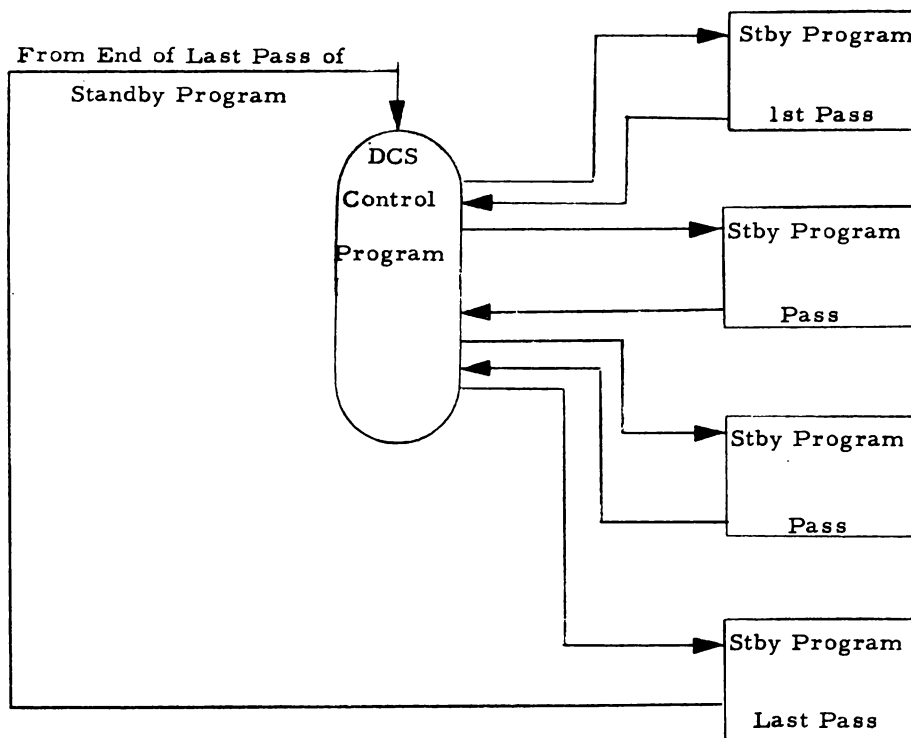 From End of Last Pass of
Standby Program
DCS
Control
Program
Stby Program
1st Pass
Stby Program
Pass
Stby Program
Pass
Stby Program
Last Pass